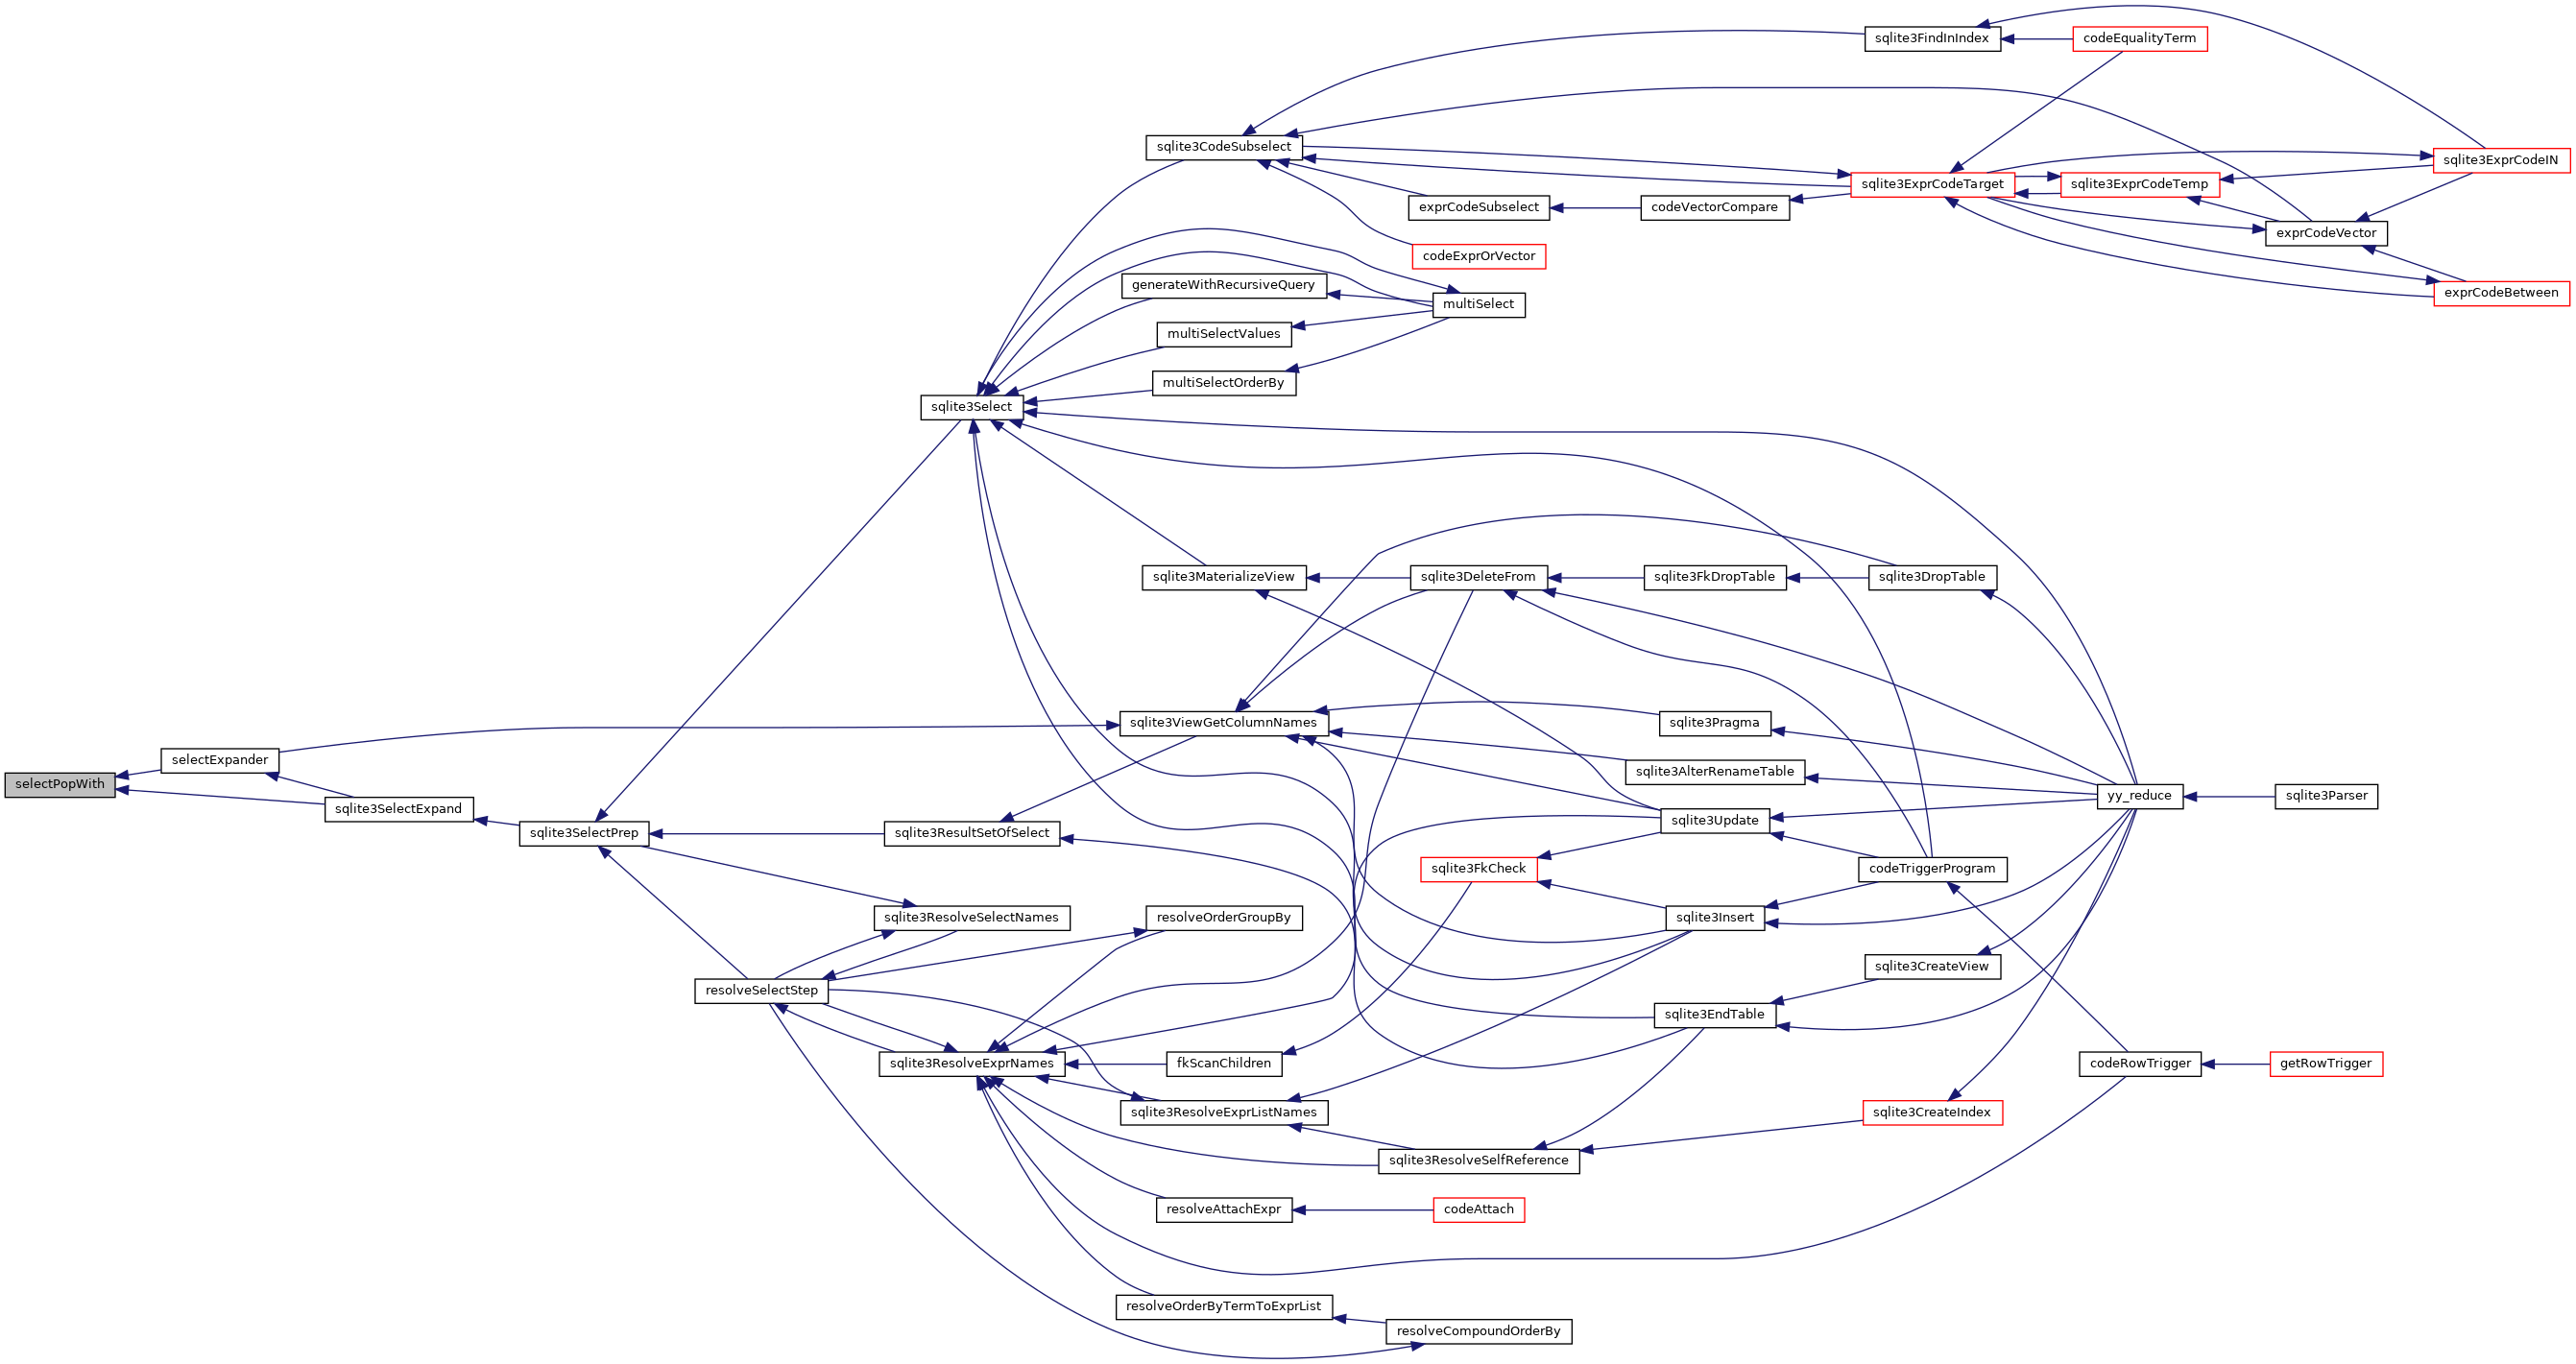 sqlite3FindInIndex
codeEqualityTerm
sqlite3CodeSubselect
sqlite3ExprCodeIN
sqlite3ExprCodeTarget
sqlite3ExprCodeTemp
exprCodeSubselect
codeVectorCompare
exprCodeVector
codeExprOrVector
generateWithRecursiveQuery
exprCodeBetween
multiSelect
multiSelectValues
multiSelectOrderBy
sqlite3Select
sqlite3MaterializeView
sqlite3DeleteFrom
sqlite3FkDropTable
sqlite3DropTable
sqlite3ViewGetColumnNames
sqlite3Pragma
selectExpander
sqlite3AlterRenameTable
selectPopWith
yy_reduce
sqlite3Parser
sqlite3SelectExpand
sqlite3Update
sqlite3SelectPrep
sqlite3ResultSetOfSelect
sqlite3FkCheck
codeTriggerProgram
sqlite3ResolveSelectNames
resolveOrderGroupBy
sqlite3Insert
sqlite3CreateView
resolveSelectStep
sqlite3EndTable
sqlite3ResolveExprNames
fkScanChildren
codeRowTrigger
getRowTrigger
sqlite3ResolveExprListNames
sqlite3CreateIndex
sqlite3ResolveSelfReference
resolveAttachExpr
codeAttach
resolveOrderByTermToExprList
resolveCompoundOrderBy